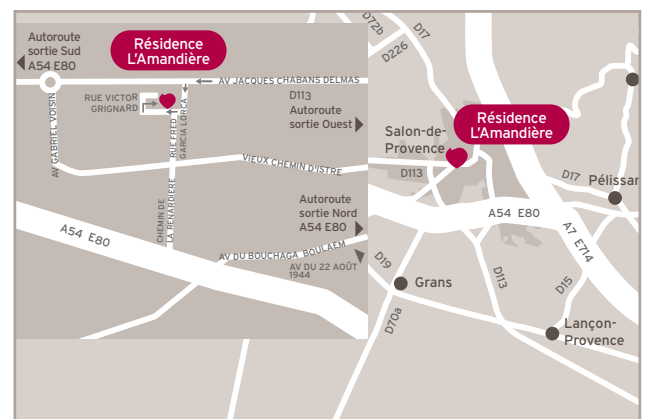 Autoroute
sortie Sud
A54 E80
Résidence
L'Amandière
AV JACQUES CHABANS DELMAS
RUE VICTOR
GRIGNARD
D113
Autoroute
sortie Ouest
AV GABRIEL VOISIN
RUE FRED
GARCIA LORCA
VIEUX CHEMIN D'ISTRE
CHEMIN DE
LA RENARDIERE
Autoroute
sortie Nord
A54 E80
A54 E80
AV DU BOUCHAGA BOULAEM
AV DU 22 AOÛT
1944
D72b
D17
D226
Résidence
L'Amandière
Salon-de-
Provence
D113
D17
Pélissan
A54 E80
A7 E714
D19
Grans
D113
D15
D70a
Lançon-
Provence